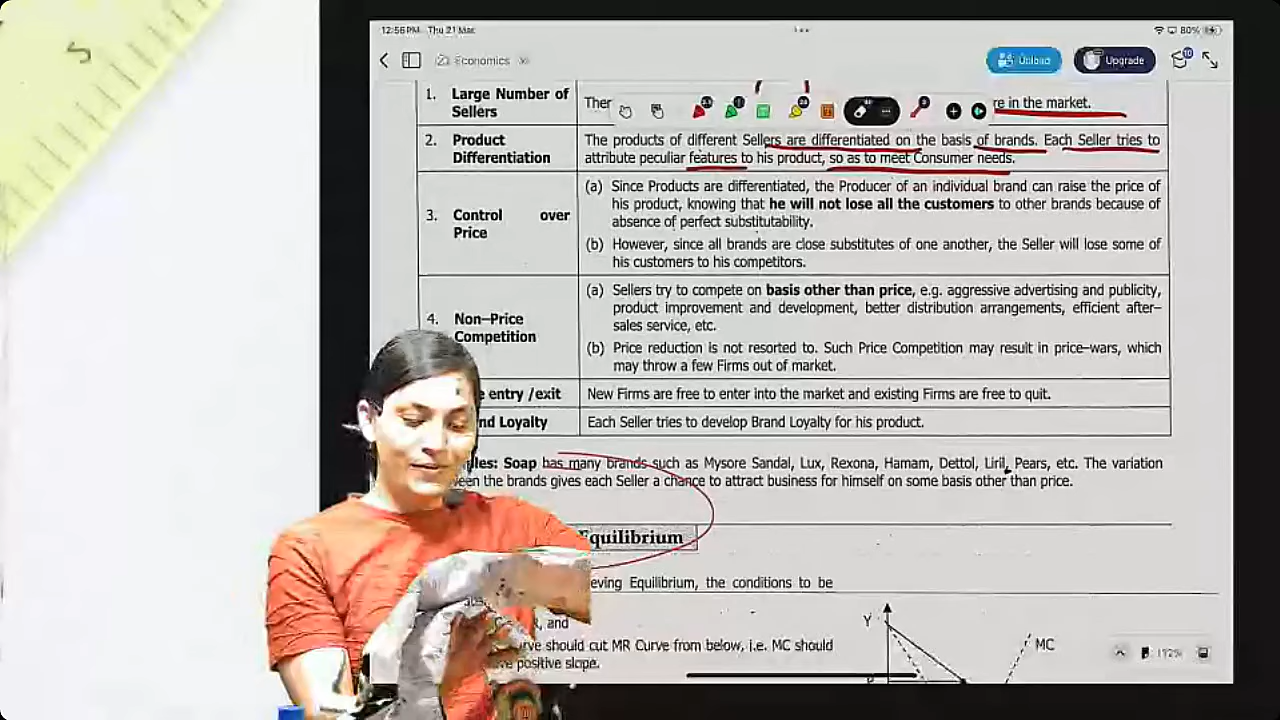 12:56 PM Thu 21 Mar
80%
Economics
Upload
Upgrade
1. Large Number of Sellers
Ther
re in the market.
2. Product Differentiation
The products of different Sellers are differentiated on the basis of brands. Each Seller tries to
attribute peculiar features to his product, so as to meet Consumer needs.
3. Control over Price
(a) Since Products are differentiated, the Producer of an individual brand can raise the price of
his product, knowing that he will not lose all the customers to other brands because of
absence of perfect substitutability.
(b) However, since all brands are close substitutes of one another, the Seller will lose some of
his customers to his competitors.
4. Non–Price Competition
(a) Sellers try to compete on basis other than price, e.g. aggressive advertising and publicity,
product improvement and development, better distribution arrangements, efficient after–
sales service, etc.
(b) Price reduction is not resorted to. Such Price Competition may result in price–wars, which
may throw a few Firms out of market.
entry /exit
New Firms are free to enter into the market and existing Firms are free to quit.
nd Loyalty
Each Seller tries to develop Brand Loyalty for his product.
les: Soap has many brands such as Mysore Sandal, Lux, Rexona, Hamam, Dettol, Liril, Pears, etc. The variation
een the brands gives each Seller a chance to attract business for himself on some basis other than price.
Equilibrium
eving Equilibrium, the conditions to be
and
rve should cut MR Curve from below, i.e. MC should
positive slope.
Y
MC
192%
5